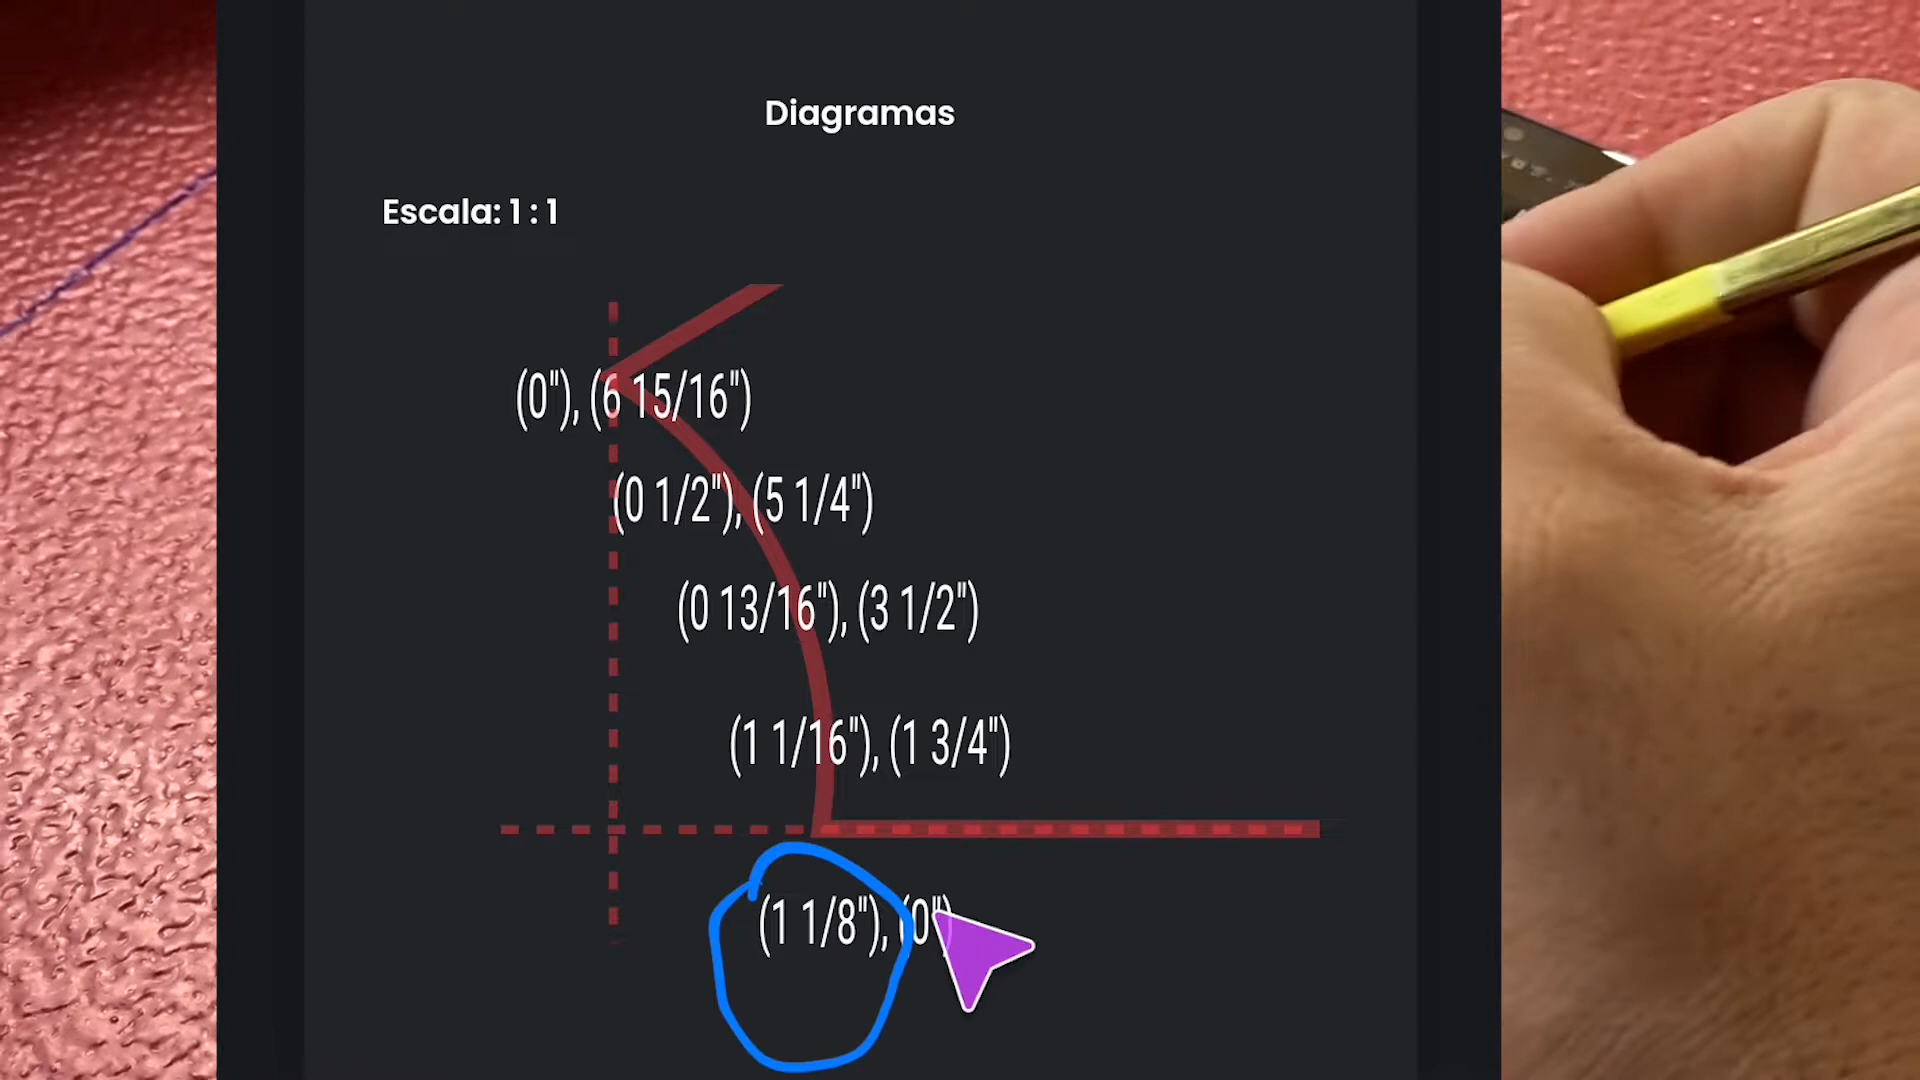 Diagramas
Escala: 1 : 1
(0"), (6 15/16")
(0 1/2"), (5 1/4")
(0 13/16"), (3 1/2")
(1 1/16"), (1 3/4")
(1 1/8"), (0")